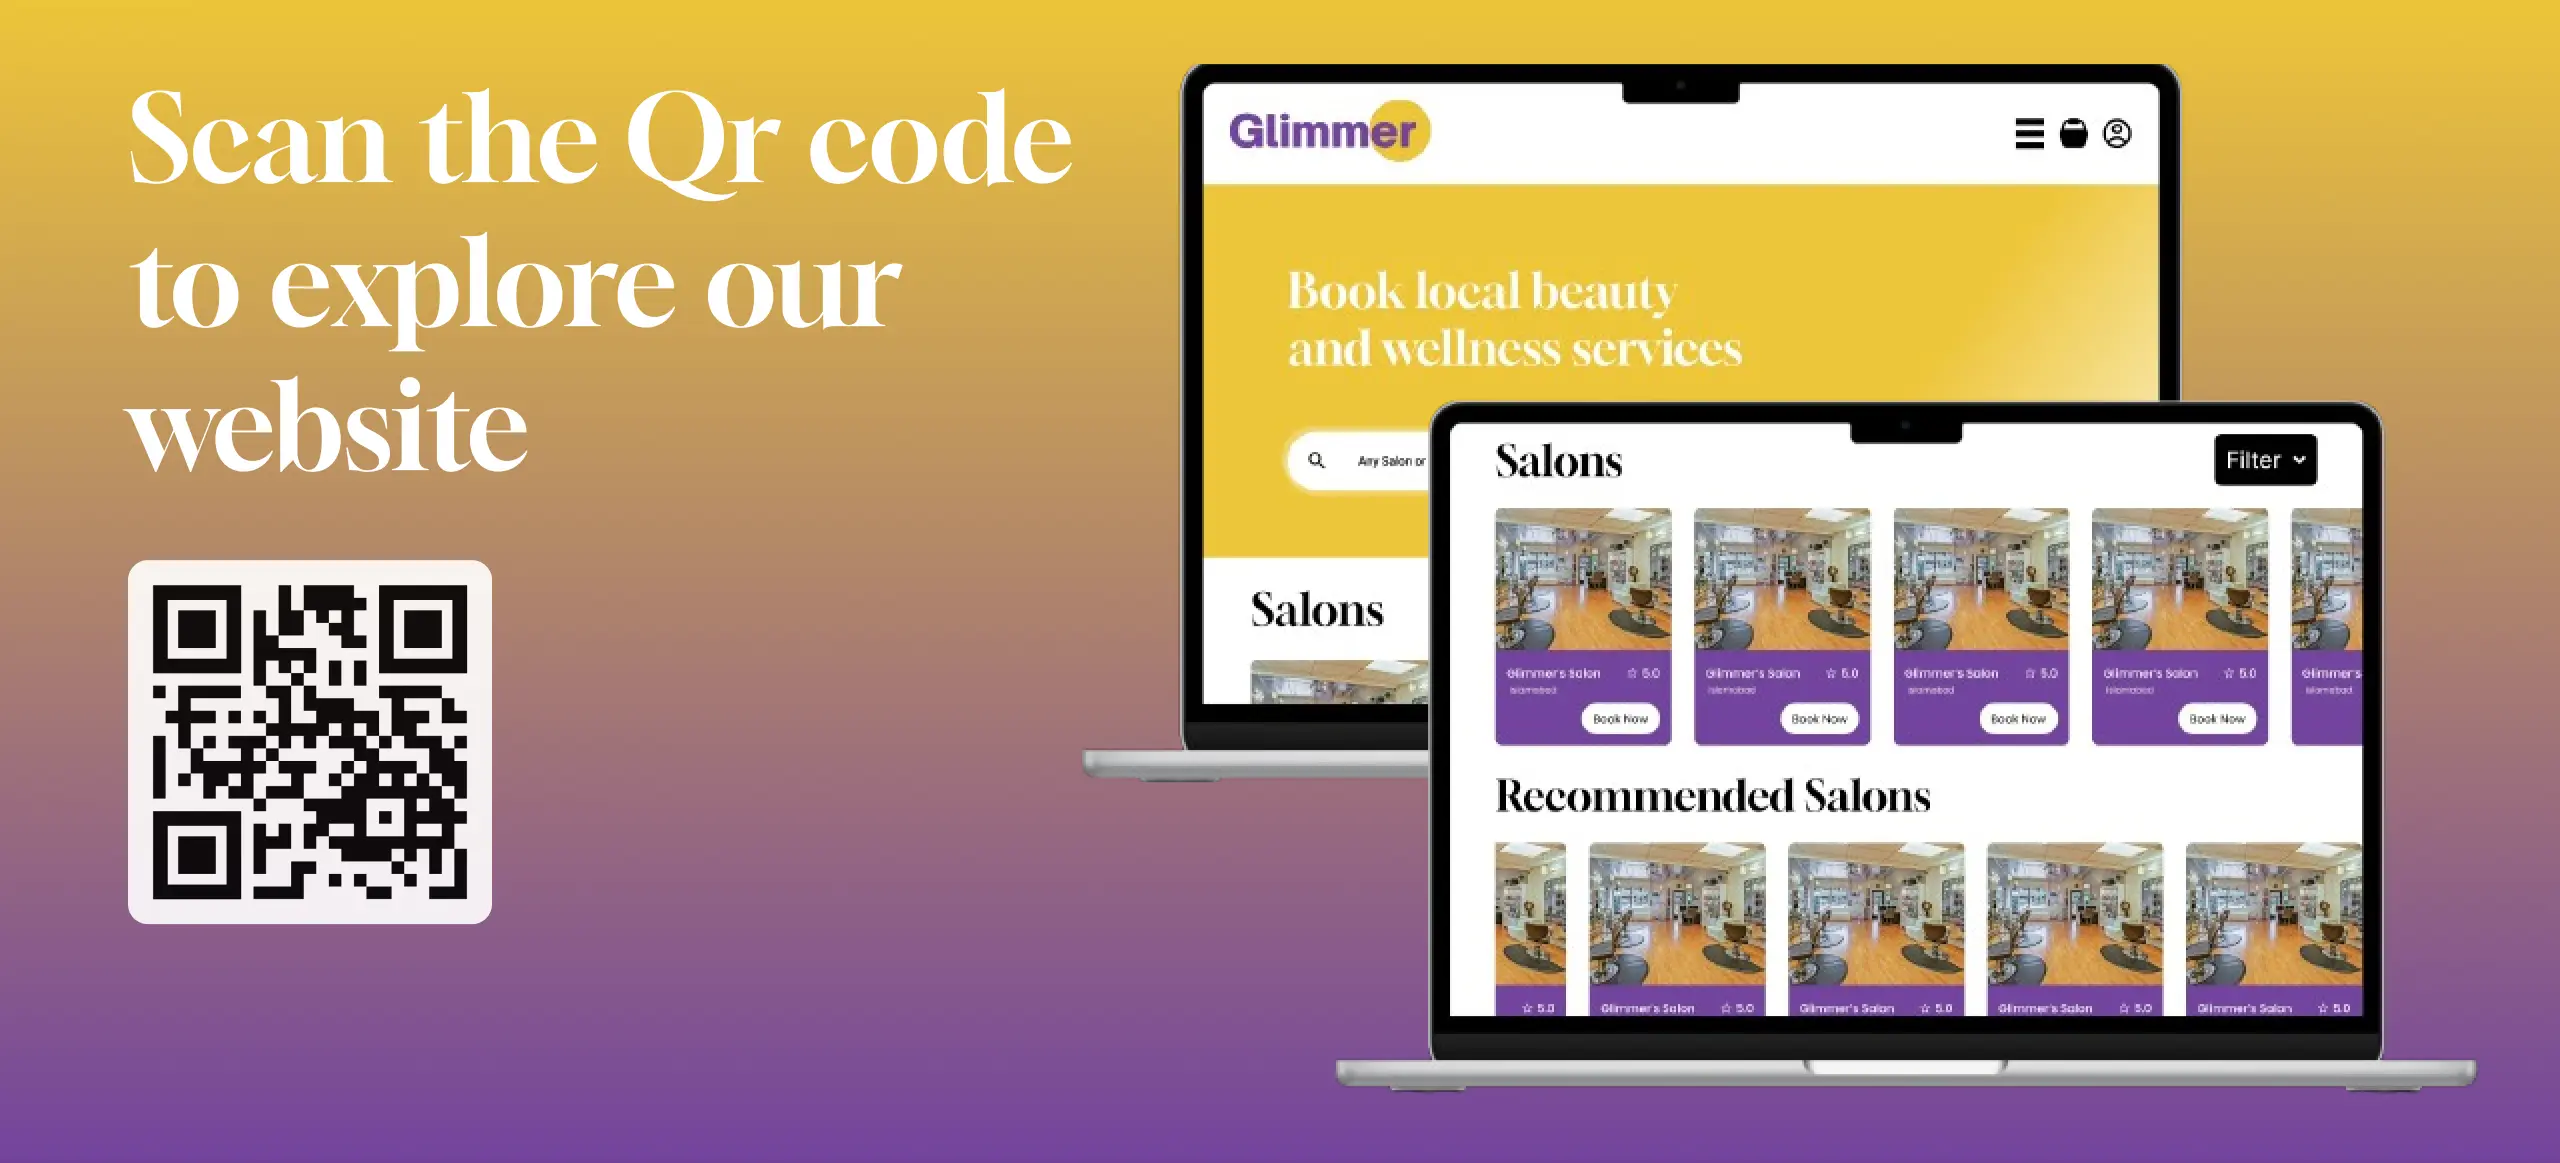 Scan the Qr code
to explore our
website
Glimmer
Book local beauty
and wellness services
Any Salon or
Salons
Salons
Filter
Glimmer's Salon 5.0
Islamabad
Book Now
Glimmer's Salon 5.0
Islamabad
Book Now
Glimmer's Salon 5.0
Islamabad
Book Now
Glimmer's Salon 5.0
Islamabad
Book Now
Glimmer's S
Islamabad
Recommended Salons
5.0
Glimmer's Salon 5.0
Glimmer's Salon 5.0
Glimmer's Salon 5.0
Glimmer's Salon 5.0